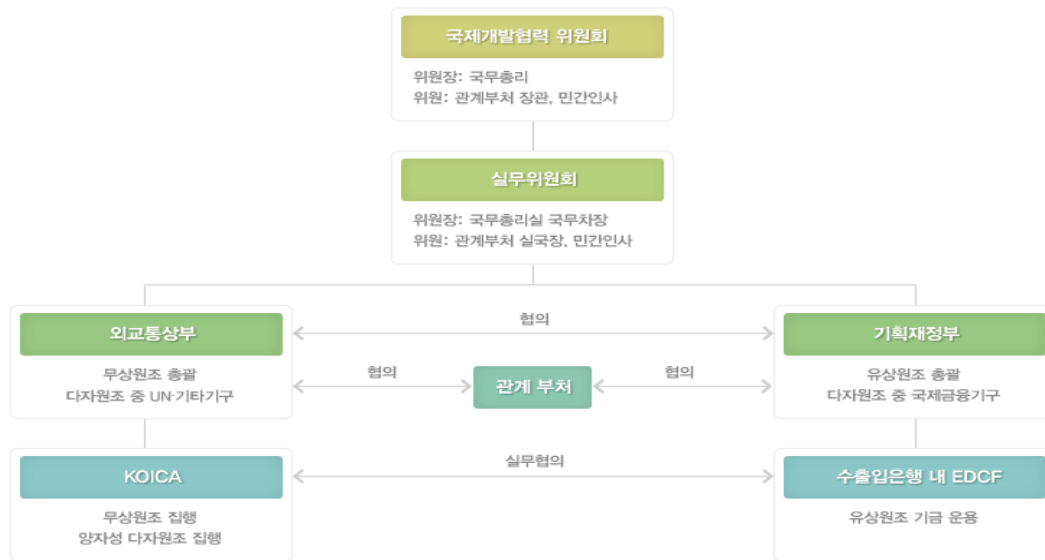 국제개발협력 위원회
위원장: 국무총리
위원: 관계부처 장관, 민간인사
실무위원회
위원장: 국무총리실 국무차장
위원: 관계부처 실국장, 민간인사
외교통상부
협의
기획재정부
무상원조 총괄
다자원조 중 UN·기타기구
협의
관계 부처
협의
유상원조 총괄
다자원조 중 국제금융기구
KOICA
실무협의
수출입은행 내 EDCF
무상원조 집행
양자성 다자원조 집행
유상원조 기금 운용